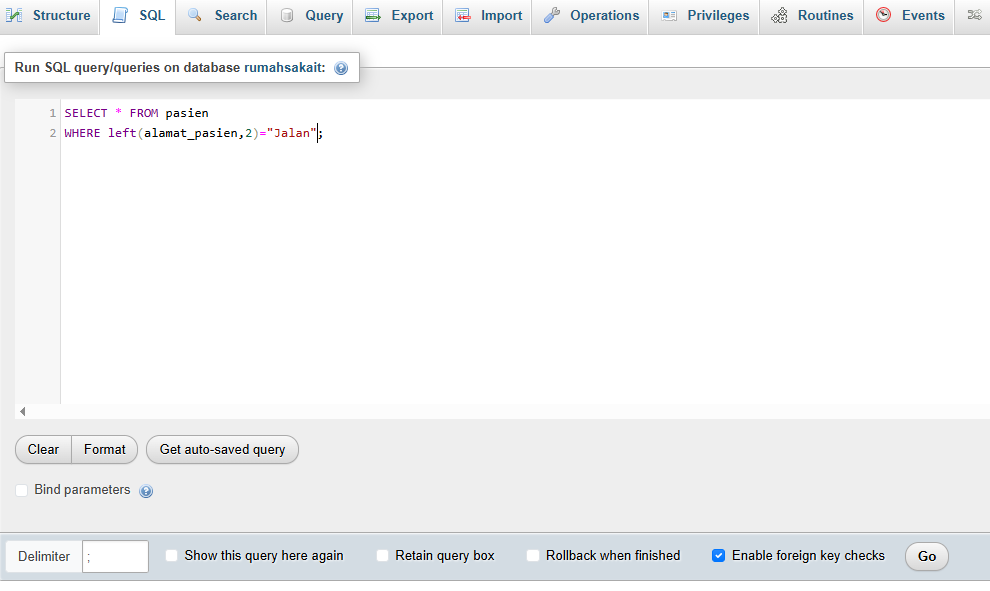 Structure SQL Search Query Export Import Operations Privileges Routines Events
Run SQL query/queries on database rumahsakait:
1 SELECT * FROM pasien
2 WHERE left(alamat_pasien,2)="Jalan";
Clear Format Get auto-saved query
Bind parameters
Delimiter ; Show this query here again Retain query box Rollback when finished Enable foreign key checks Go